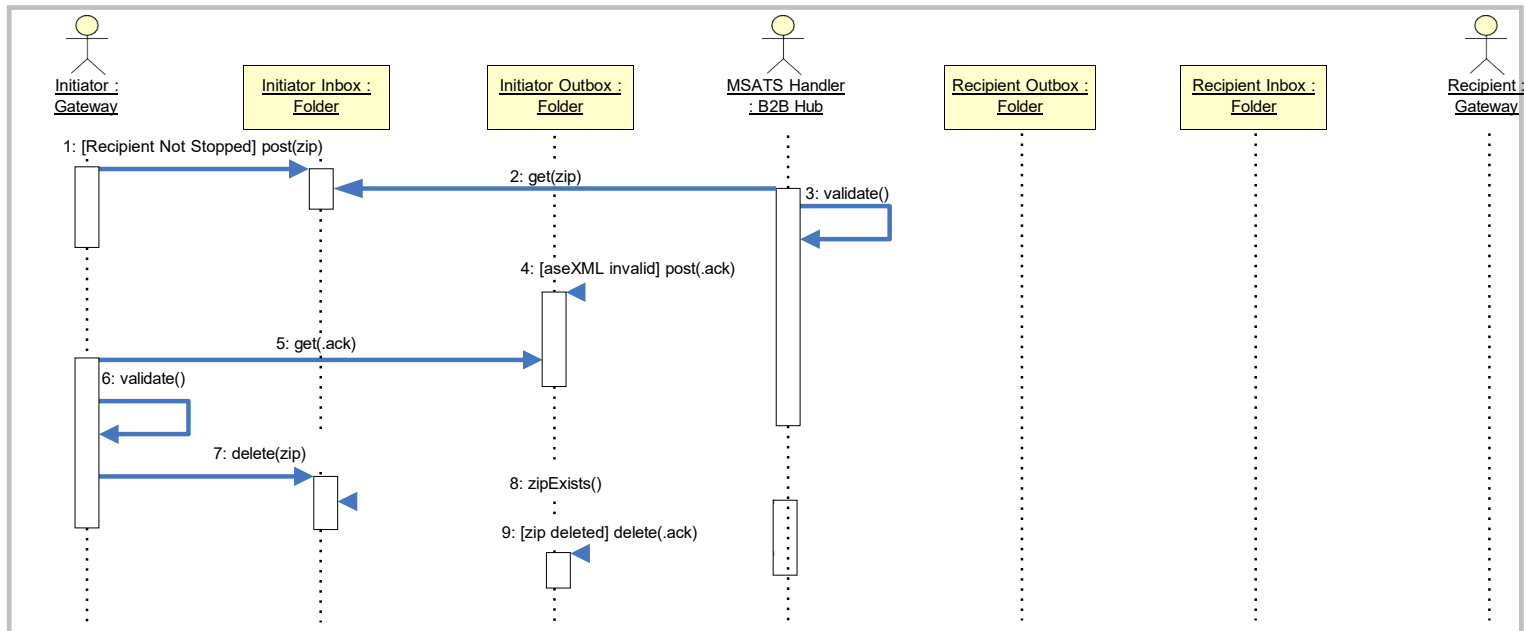 Initiator :
Gateway
Initiator Inbox :
Folder
Initiator Outbox :
Folder
MSATS Handler
: B2B Hub
Recipient Outbox :
Folder
Recipient Inbox :
Folder
Recipient :
Gateway
1: [Recipient Not Stopped] post(zip)
2: get(zip)
3: validate()
4: [aseXML invalid] post(.ack)
5: get(.ack)
6: validate()
7: delete(zip)
8: zipExists()
9: [zip deleted] delete(.ack)